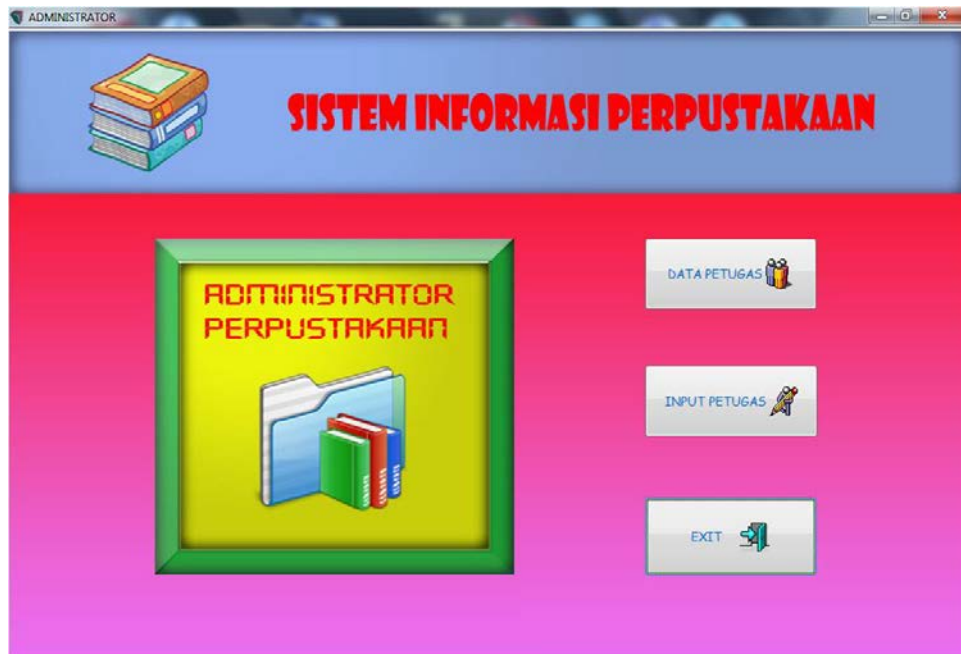 ADMINISTRATOR
SISTEM INFORMASI PERPUSTAKAAN
ADMINISTRATOR
PERPUSTAKAAN
DATA PETUGAS
INPUT PETUGAS
EXIT